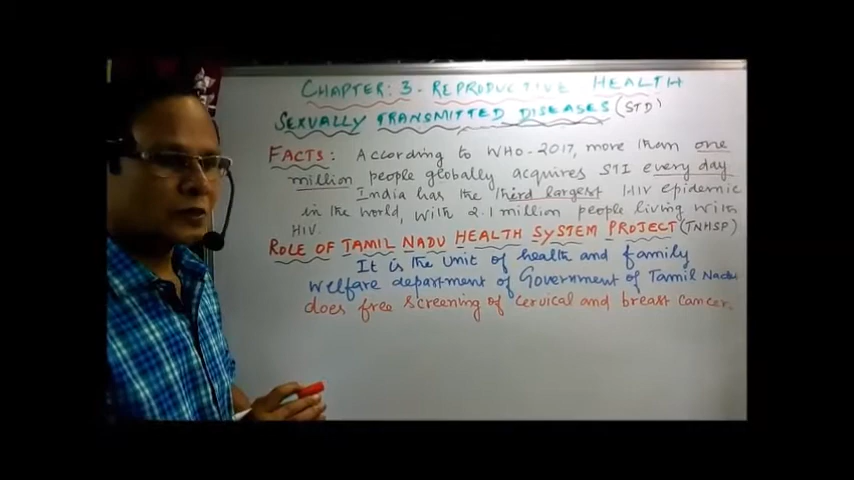 CHAPTER: 3 - REPRODUCTIVE HEALTH
SEXUALLY TRANSMITTED DISEASES (STD)
FACTS: According to WHO-2017, more than one
million people globally acquires STI every day
India has the third largest HIV epidemic
in the world, with 2.1 million people living with
HIV.
ROLE OF TAMIL NADU HEALTH SYSTEM PROJECT (TNHSP)
It is the Unit of health and family
welfare department of Government of Tamil Nadu
does free screening of cervical and breast cancer.